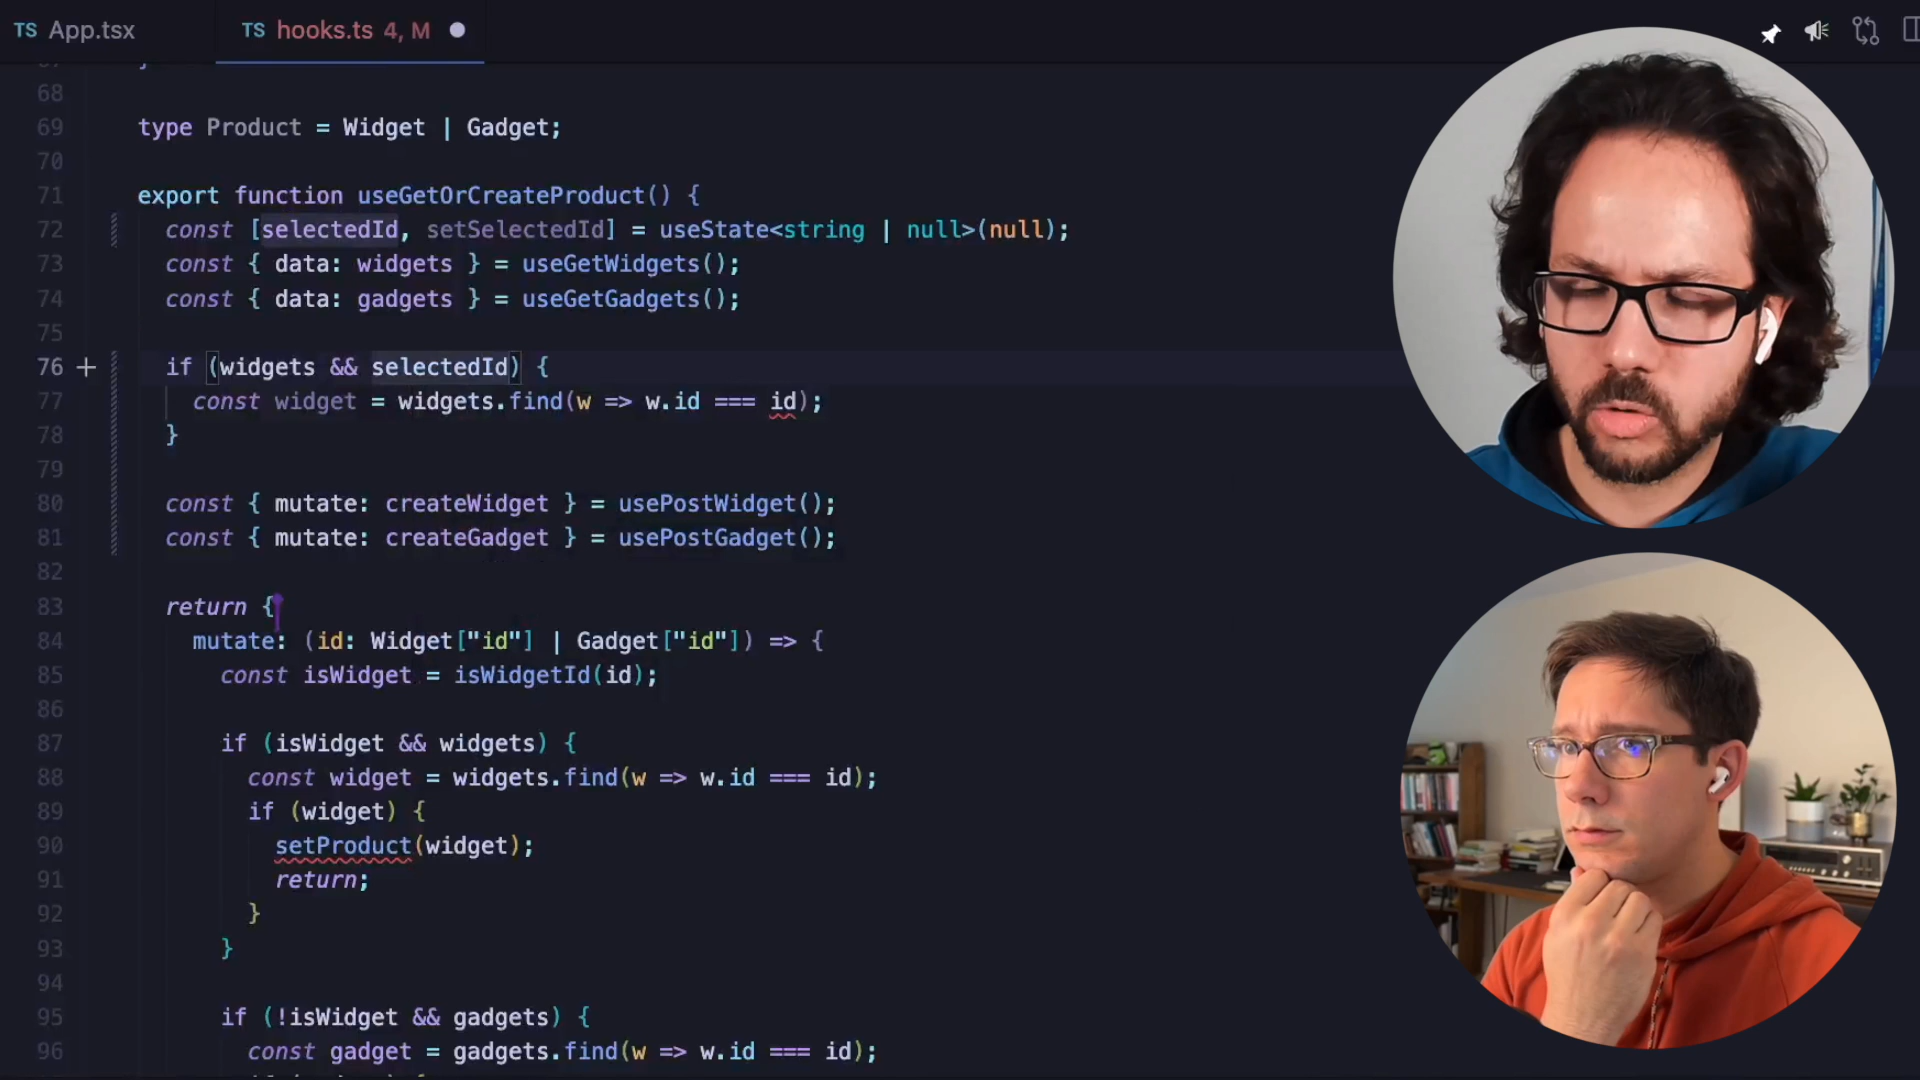 TS App.tsx
TS hooks.ts 4, M
68
69 type Product = Widget | Gadget;
70
71 export function useGetOrCreateProduct() {
72 const [selectedId, setSelectedId] = useState<string | null>(null);
73 const { data: widgets } = useGetWidgets();
74 const { data: gadgets } = useGetGadgets();
75
76 if (widgets && selectedId) {
77 const widget = widgets.find(w => w.id === id);
78 }
79
80 const { mutate: createWidget } = usePostWidget();
81 const { mutate: createGadget } = usePostGadget();
82
83 return {
84 mutate: (id: Widget["id"] | Gadget["id"]) => {
85 const isWidget = isWidgetId(id);
86
87 if (isWidget && widgets) {
88 const widget = widgets.find(w => w.id === id);
89 if (widget) {
90 setProduct(widget);
91 return;
92 }
93 }
94
95 if (!isWidget && gadgets) {
96 const gadget = gadgets.find(w => w.id === id);